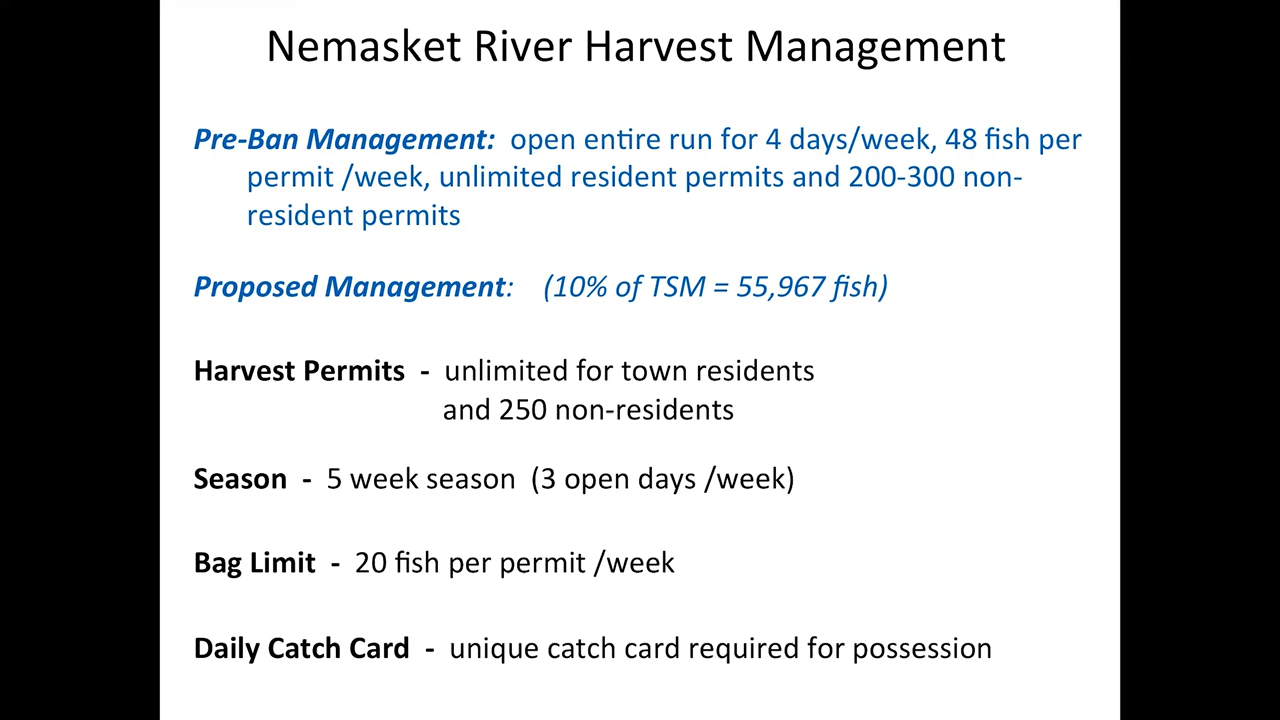 Nemasket River Harvest Management
Pre-Ban Management: open entire run for 4 days/week, 48 fish per
permit /week, unlimited resident permits and 200-300 non-
resident permits
Proposed Management: (10% of TSM = 55,967 fish)
Harvest Permits - unlimited for town residents
and 250 non-residents
Season - 5 week season (3 open days /week)
Bag Limit - 20 fish per permit /week
Daily Catch Card - unique catch card required for possession